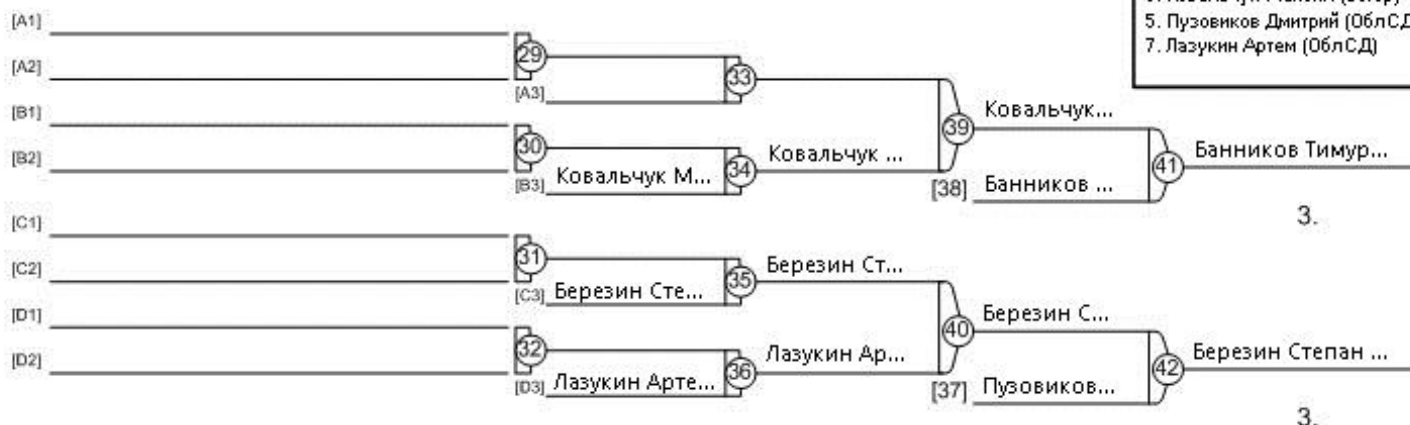 5. Пузовиков Дмитрий (ОблСД
7. Лазукин Артем (ОблСД)
[A1]
[A2]
29
[A3]
33
[B1]
[B2]
30
[B3] Ковальчук М...
34
Ковальчук ...
39
Ковальчук...
[38] Банников ...
41
Банников Тимур...
3.
[C1]
[C2]
31
[C3] Березин Сте...
35
Березин Ст...
[D1]
[D2]
32
[D3] Лазукин Арте...
36
Лазукин Ар...
40
Березин С...
[37] Пузовиков...
42
Березин Степан ...
3.